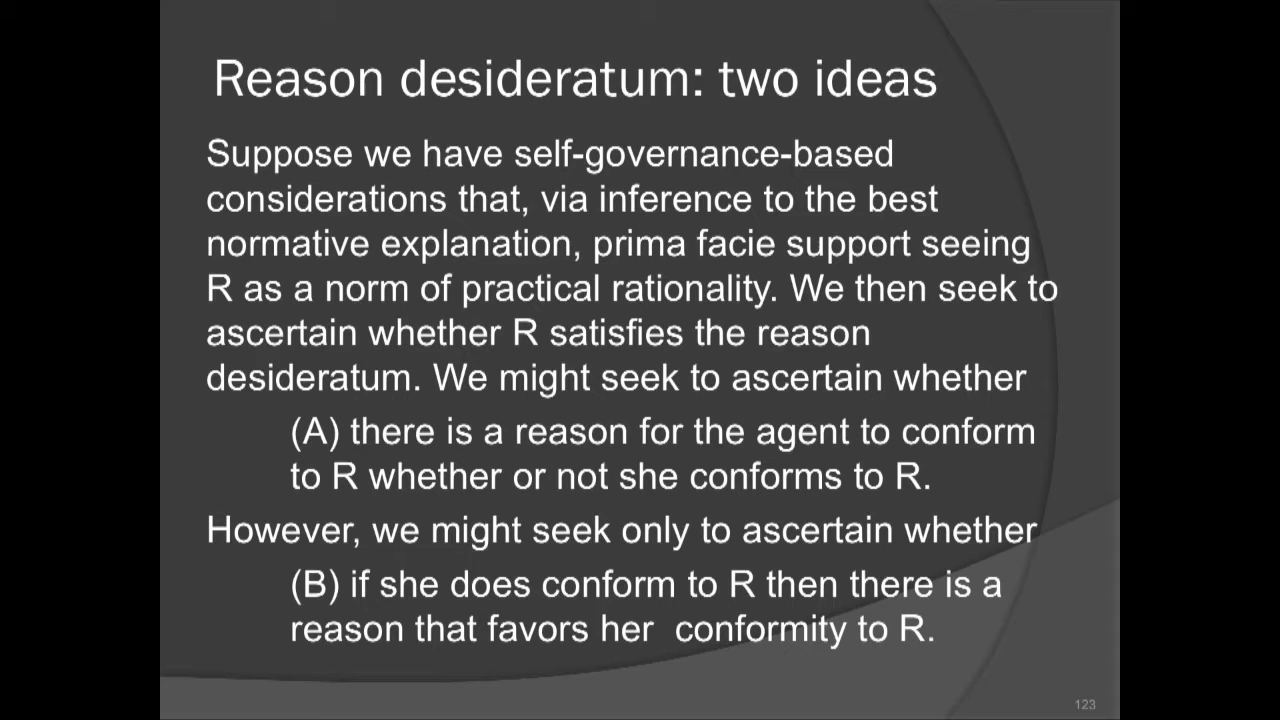 Reason desideratum: two ideas
Suppose we have self-governance-based
considerations that, via inference to the best
normative explanation, prima facie support seeing
R as a norm of practical rationality. We then seek to
ascertain whether R satisfies the reason
desideratum. We might seek to ascertain whether
(A) there is a reason for the agent to conform
to R whether or not she conforms to R.
However, we might seek only to ascertain whether
(B) if she does conform to R then there is a
reason that favors her conformity to R.
123